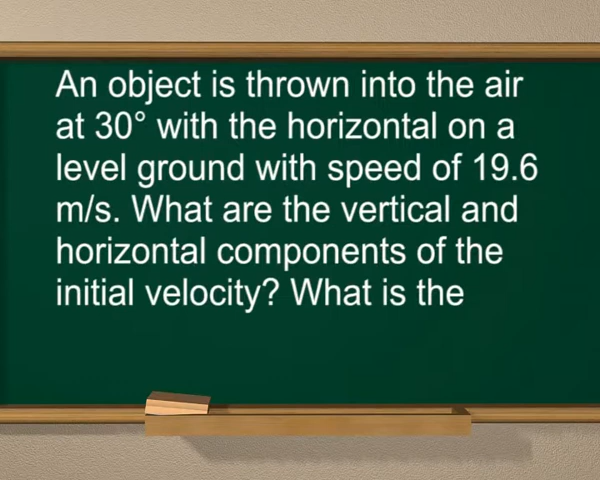 An object is thrown into the air
at 30° with the horizontal on a
level ground with speed of 19.6
m/s. What are the vertical and
horizontal components of the
initial velocity? What is the